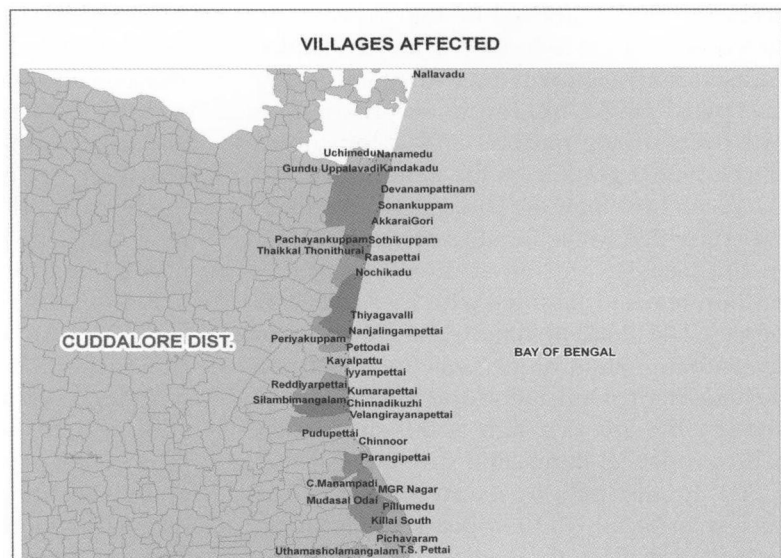 VILLAGES AFFECTED
Nallavadu
Uchimedu Nanamedu
Gundu Uppalavadi Kandakadu
Devanampattinam
Sonankuppam
AkkaraiGori
Pachayankuppam Sothikuppam
Thaikkal Thonithurai
Rasapettai
Nochikadu
Thiyagavalli
Nanjalingampettai
Periyakuppam
Pettodai
CUDDALORE DIST.
BAY OF BENGAL
Kayalpattu
Iyyampettai
Reddiyarpettai
Kumarapettai
Silambimangalam Chinnadikuzhi
Velangirayanapettai
Pudupettai
Chinnoor
Parangipettai
C.Manampadi
MGR Nagar
Mudasal Odai
Pillumedu
Killai South
Pichavaram
Uthamasholamangalam T.S. Pettai